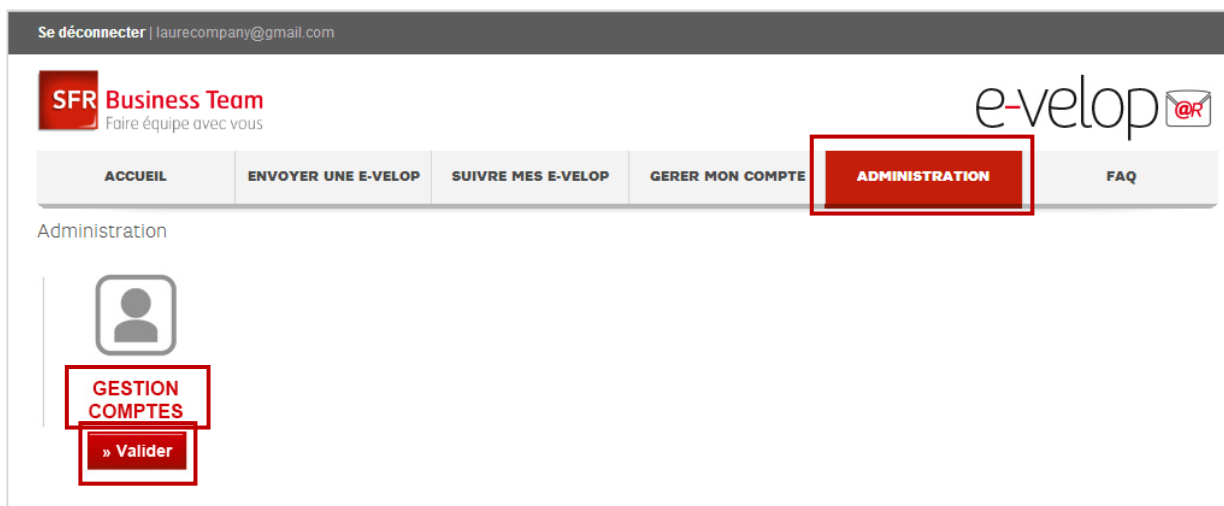 Se déconnecter | laurecompany@gmail.com
SFR Business Team
Faire équipe avec vous
e-velop @R
ACCUEIL ENVOYER UNE E-VELOP SUIVRE MES E-VELOP GERER MON COMPTE ADMINISTRATION FAQ
Administration
GESTION
COMPTES
» Valider